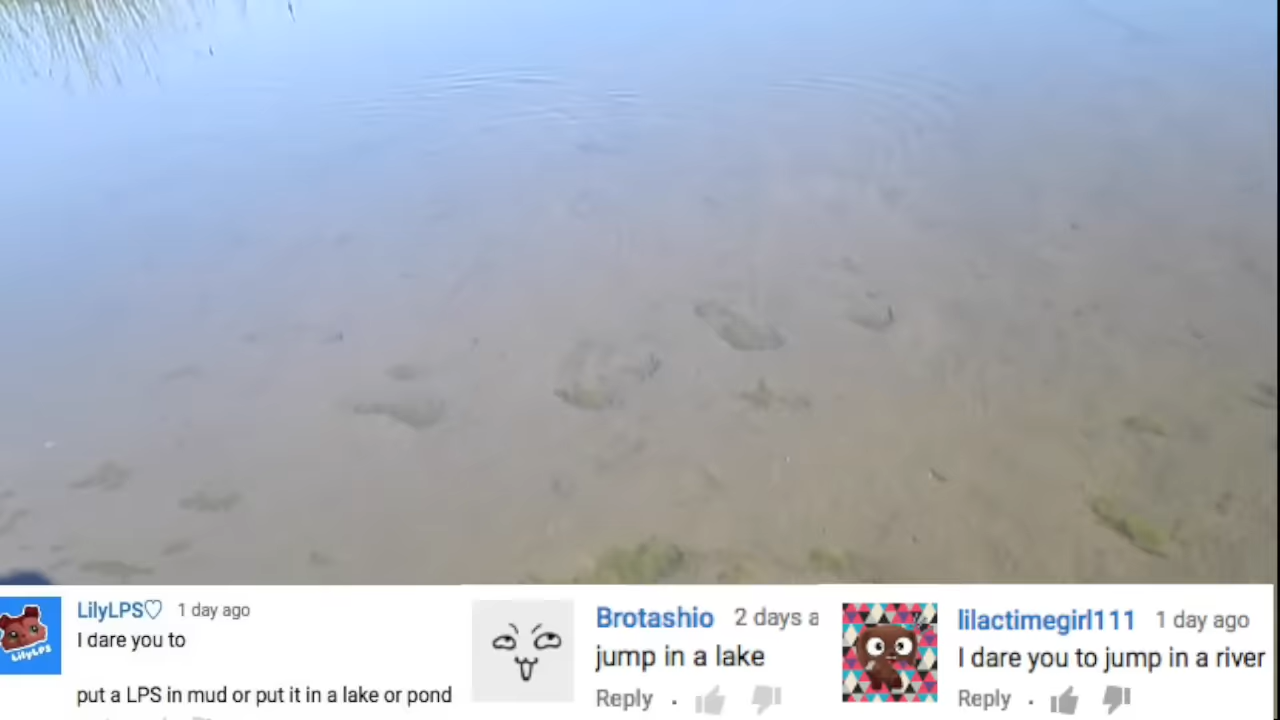 LilyLPS♡ 1 day ago
I dare you to
put a LPS in mud or put it in a lake or pond
LilyLPS
Brotashio 2 days a
jump in a lake
Reply .
lilactimegirl111 1 day ago
I dare you to jump in a river
Reply .